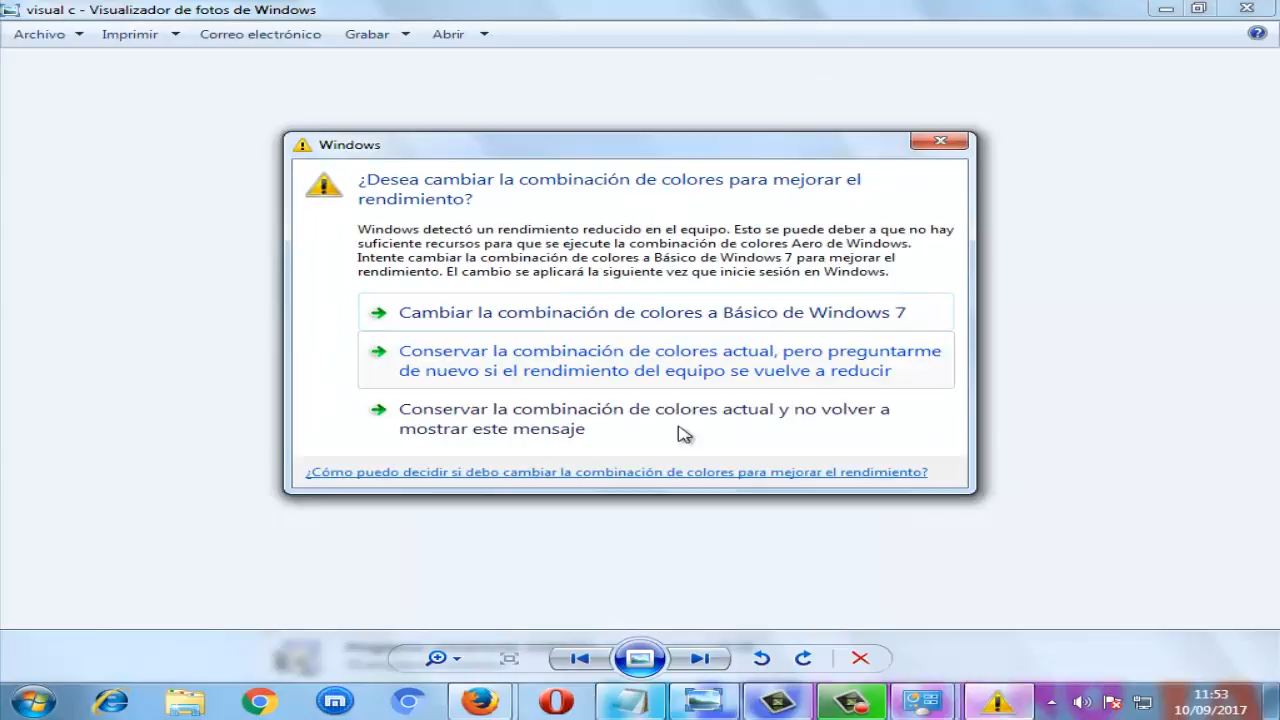 visual c - Visualizador de fotos de Windows
Archivo Imprimir Correo electrónico Grabar Abrir
Windows
¿Desea cambiar la combinación de colores para mejorar el
rendimiento?
Windows detectó un rendimiento reducido en el equipo. Esto se puede deber a que no hay
suficiente recursos para que se ejecute la combinación de colores Aero de Windows.
Intente cambiar la combinación de colores a Básico de Windows 7 para mejorar el
rendimiento. El cambio se aplicará la siguiente vez que inicie sesión en Windows.
Cambiar la combinación de colores a Básico de Windows 7
Conservar la combinación de colores actual, pero preguntarme
de nuevo si el rendimiento del equipo se vuelve a reducir
Conservar la combinación de colores actual y no volver a
mostrar este mensaje
¿Cómo puedo decidir si debo cambiar la combinación de colores para mejorar el rendimiento?
11:53
10/09/2017